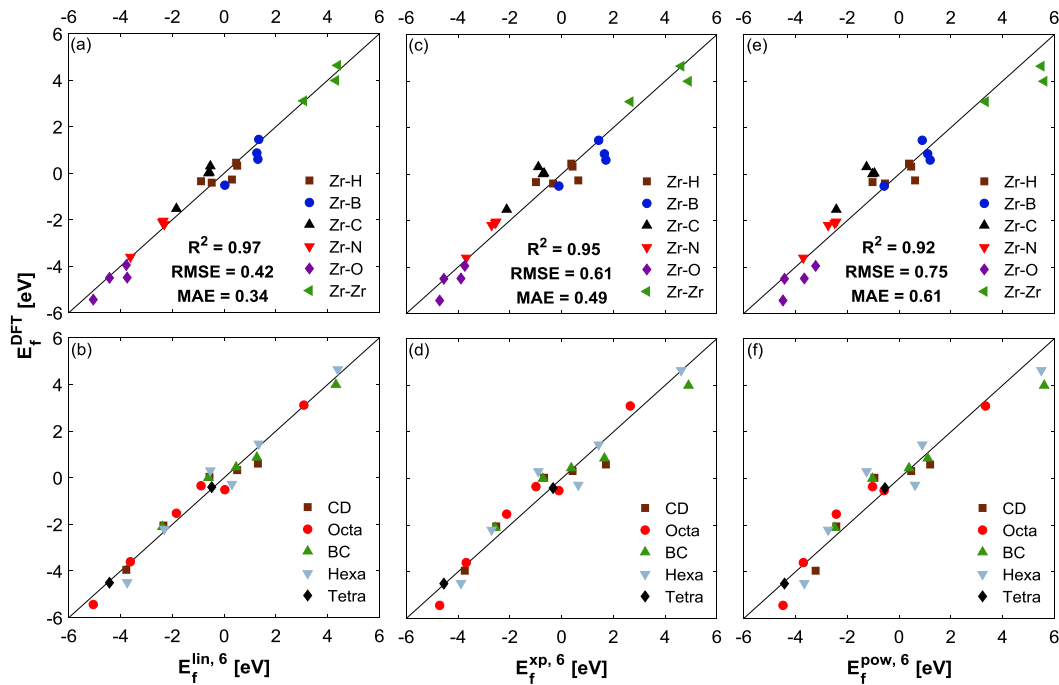 -6 -4 -2 0 2 4 6 -6 -4 -2 0 2 4 6 -6 -4 -2 0 2 4 6
6
4
2
0
-2
-4
-6
(a)
Zr-H
Zr-B
Zr-C
Zr-N
Zr-O
Zr-Zr
R² = 0.97
RMSE = 0.42
MAE = 0.34
(c)
Zr-H
Zr-B
Zr-C
Zr-N
Zr-O
Zr-Zr
R² = 0.95
RMSE = 0.61
MAE = 0.49
(e)
Zr-H
Zr-B
Zr-C
Zr-N
Zr-O
Zr-Zr
R² = 0.92
RMSE = 0.75
MAE = 0.61
E_f^DFT [eV]
6
4
2
0
-2
-4
-6
(b)
CD
Octa
BC
Hexa
Tetra
(d)
CD
Octa
BC
Hexa
Tetra
(f)
CD
Octa
BC
Hexa
Tetra
-6 -4 -2 0 2 4 6 -6 -4 -2 0 2 4 6 -6 -4 -2 0 2 4 6
E_f^lin, 6 [eV]
E_f^xp, 6 [eV]
E_f^pow, 6 [eV]